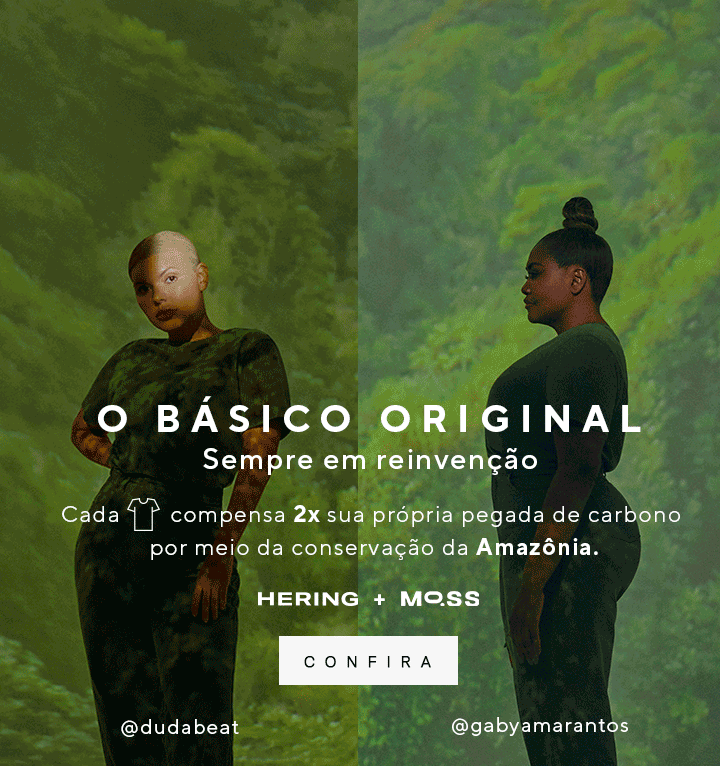 O BÁSICO ORIGINAL
Sempre em reinvenção
Cada compensa 2x sua própria pegada de carbono
por meio da conservação da Amazônia.
HERING + MOSS
CONFIRA
@dudabeat
@gabyamarantos